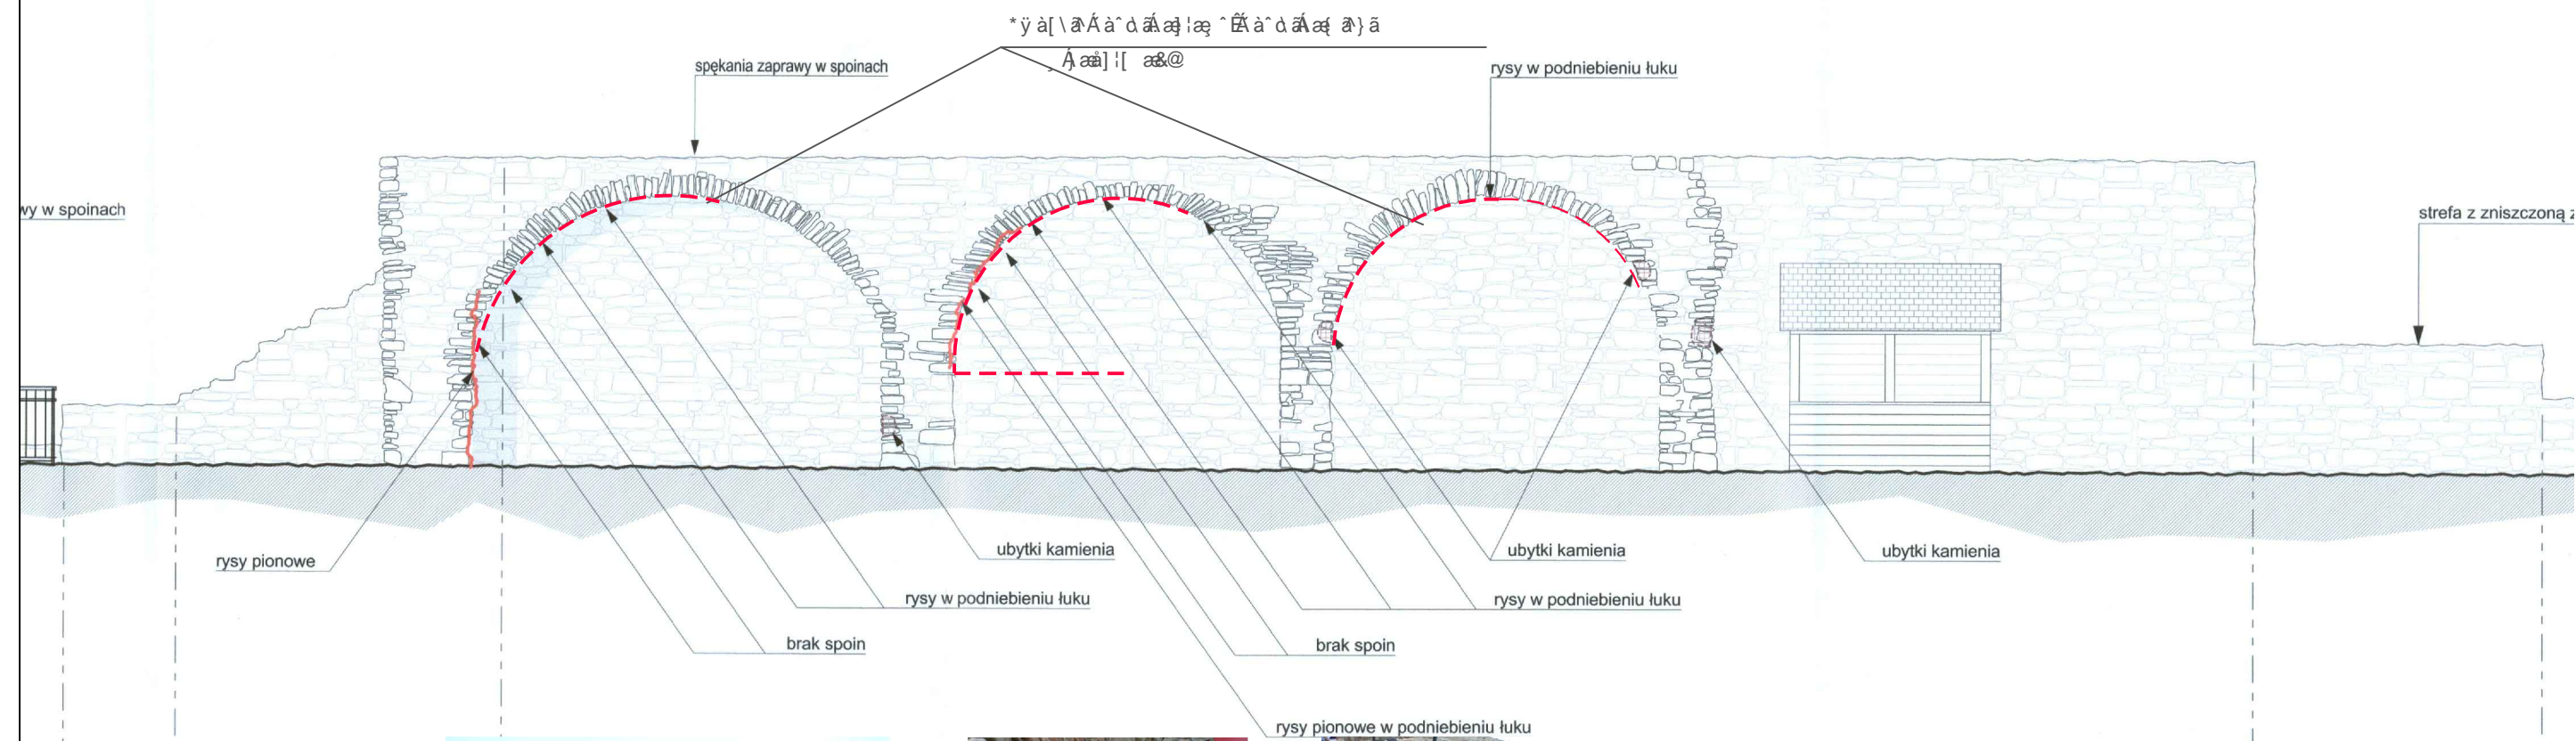 spękania zaprawy w spoinach
rysy w podniebieniu łuku
wy w spoinach
strefa z zniszczoną z
rysy pionowe
ubytki kamienia
ubytki kamienia
ubytki kamienia
rysy w podniebieniu łuku
rysy w podniebieniu łuku
brak spoin
brak spoin
rysy pionowe w podniebieniu łuku